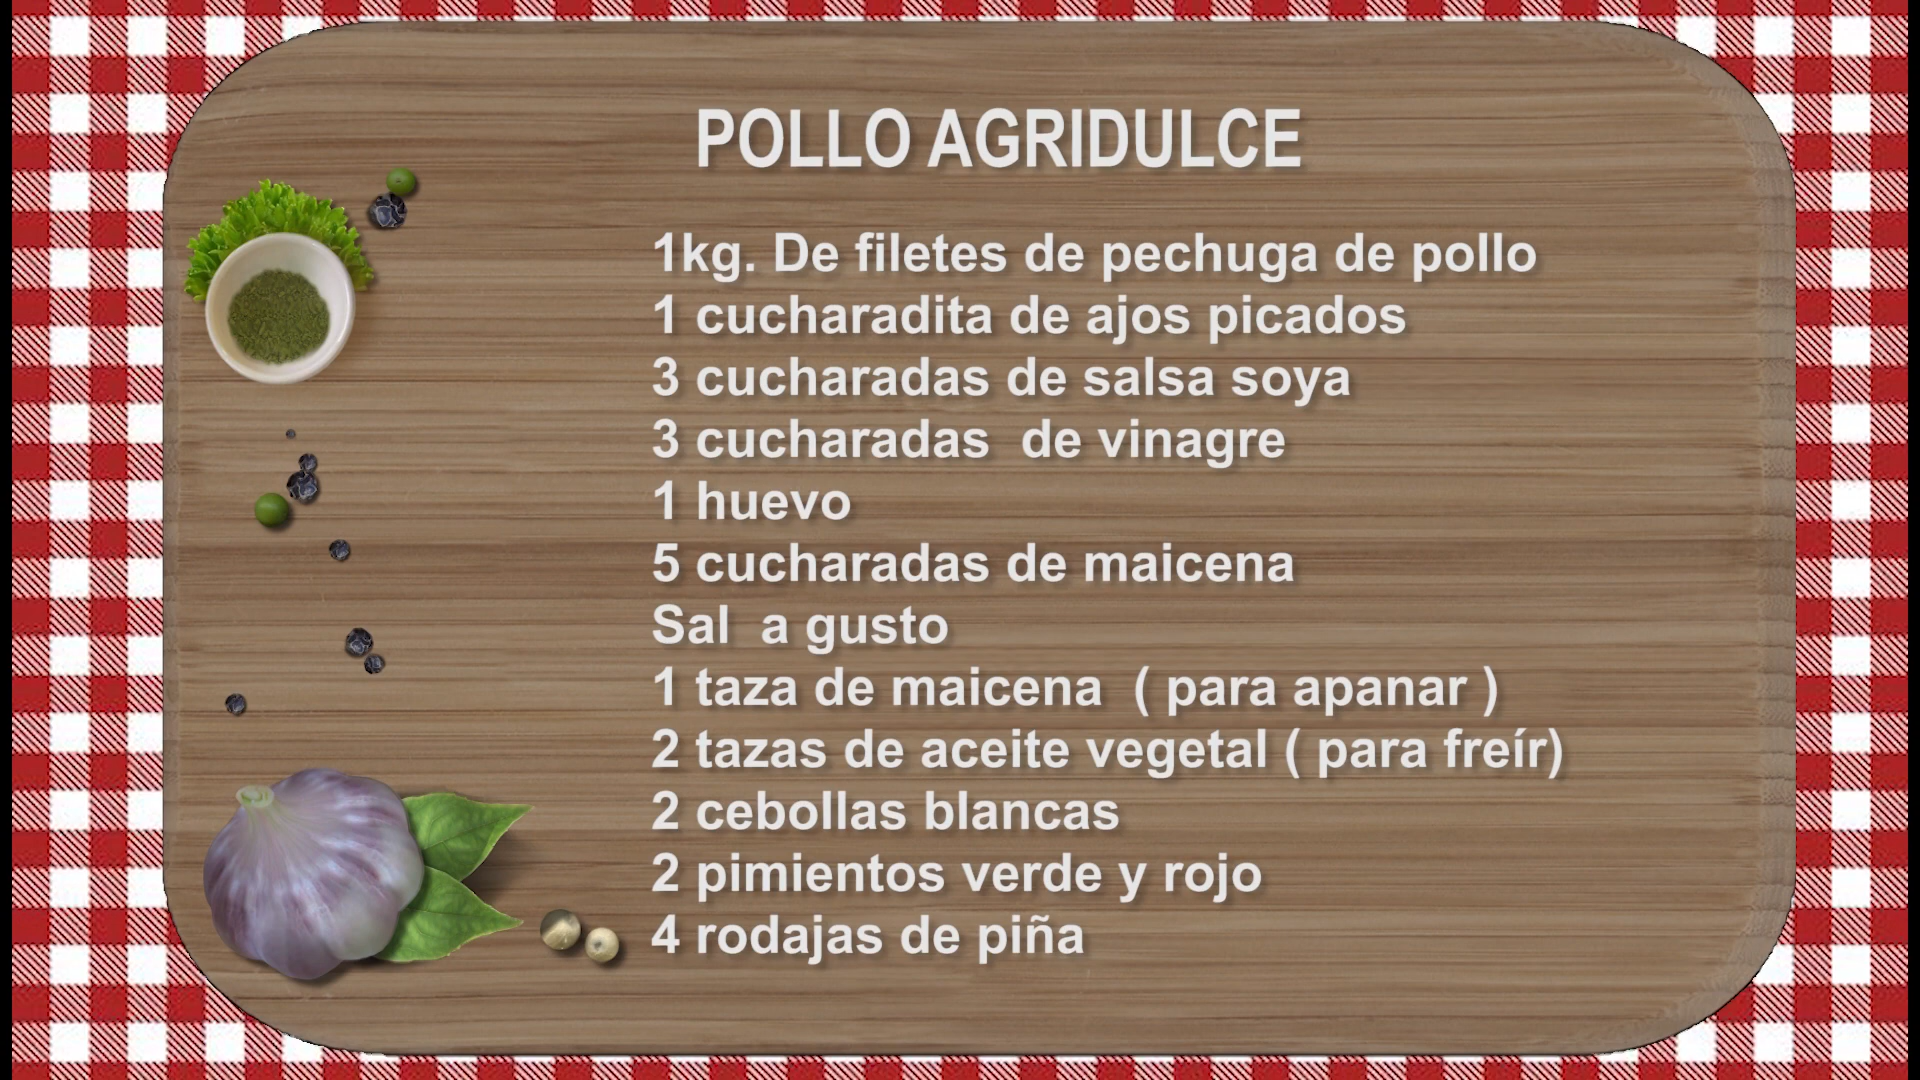 POLLO AGRIDULCE
1kg. De filetes de pechuga de pollo
1 cucharadita de ajos picados
3 cucharadas de salsa soya
3 cucharadas  de vinagre
1 huevo
5 cucharadas de maicena
Sal  a gusto
1 taza de maicena  ( para apanar )
2 tazas de aceite vegetal ( para freír)
2 cebollas blancas
2 pimientos verde y rojo
4 rodajas de piña